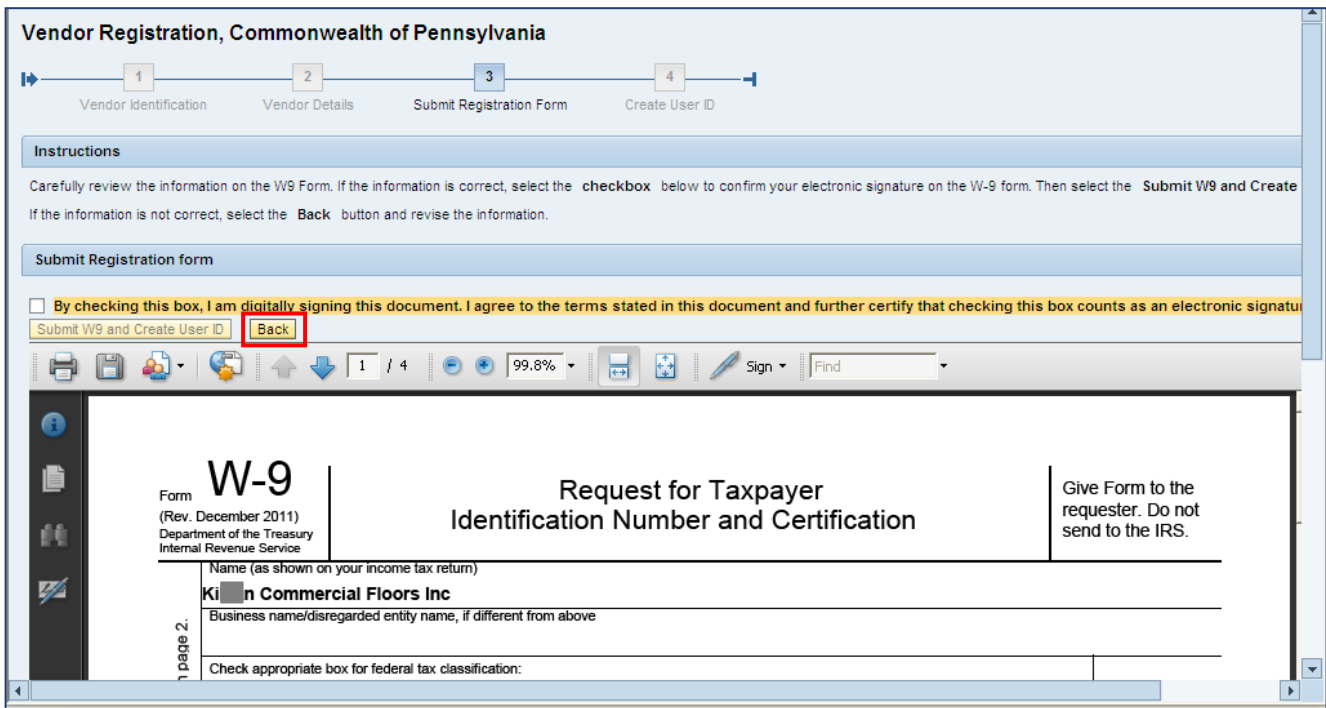 Vendor Registration, Commonwealth of Pennsylvania
1 2 3 4
Vendor Identification Vendor Details Submit Registration Form Create User ID
Instructions
Carefully review the information on the W9 Form. If the information is correct, select the checkbox below to confirm your electronic signature on the W-9 form. Then select the Submit W9 and Create
If the information is not correct, select the Back button and revise the information.
Submit Registration form
By checking this box, I am digitally signing this document. I agree to the terms stated in this document and further certify that checking this box counts as an electronic signatu
Submit W9 and Create User ID Back
1 / 4 99.8% Sign Find
Form W-9
(Rev. December 2011)
Department of the Treasury
Internal Revenue Service
Request for Taxpayer
Identification Number and Certification
Give Form to the
requester. Do not
send to the IRS.
Name (as shown on your income tax return)
Ki n Commercial Floors Inc
Business name/disregarded entity name, if different from above
page 2.
Check appropriate box for federal tax classification: